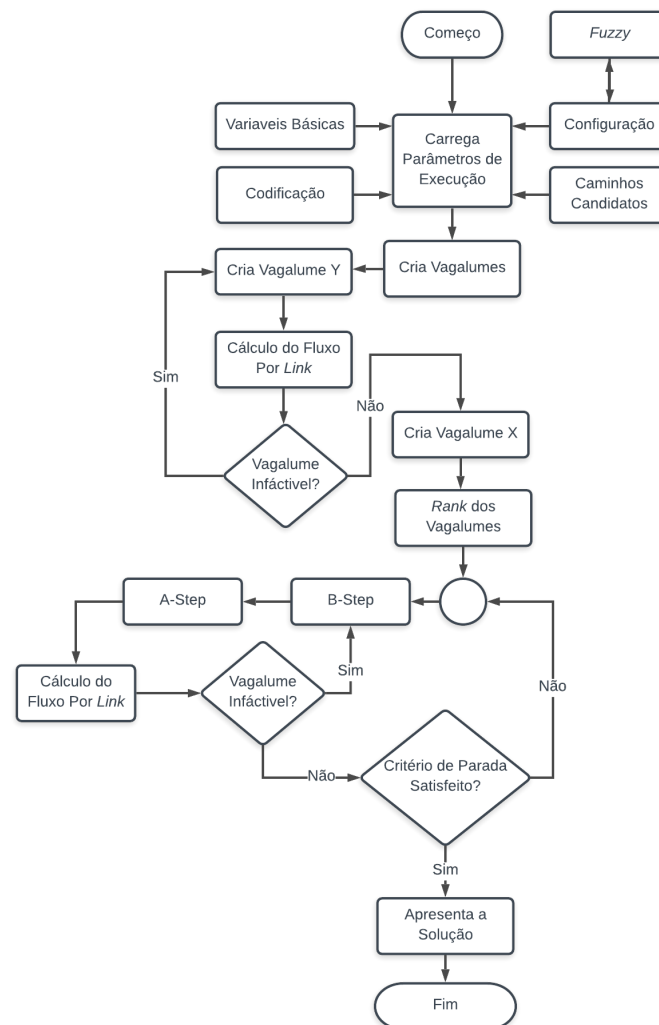 Começo
Fuzzy
Variaveis Básicas
Carrega
Parâmetros de
Execução
Configuração
Codificação
Caminhos
Candidatos
Cria Vagalume Y
Cria Vagalumes
Cálculo do Fluxo
Por Link
Sim
Não
Vagalume
Infáctivel?
Cria Vagalume X
Rank dos
Vagalumes
A-Step
B-Step
Cálculo do
Fluxo Por Link
Vagalume
Infáctivel?
Sim
Não
Não
Critério de Parada
Satisfeito?
Sim
Apresenta a
Solução
Fim